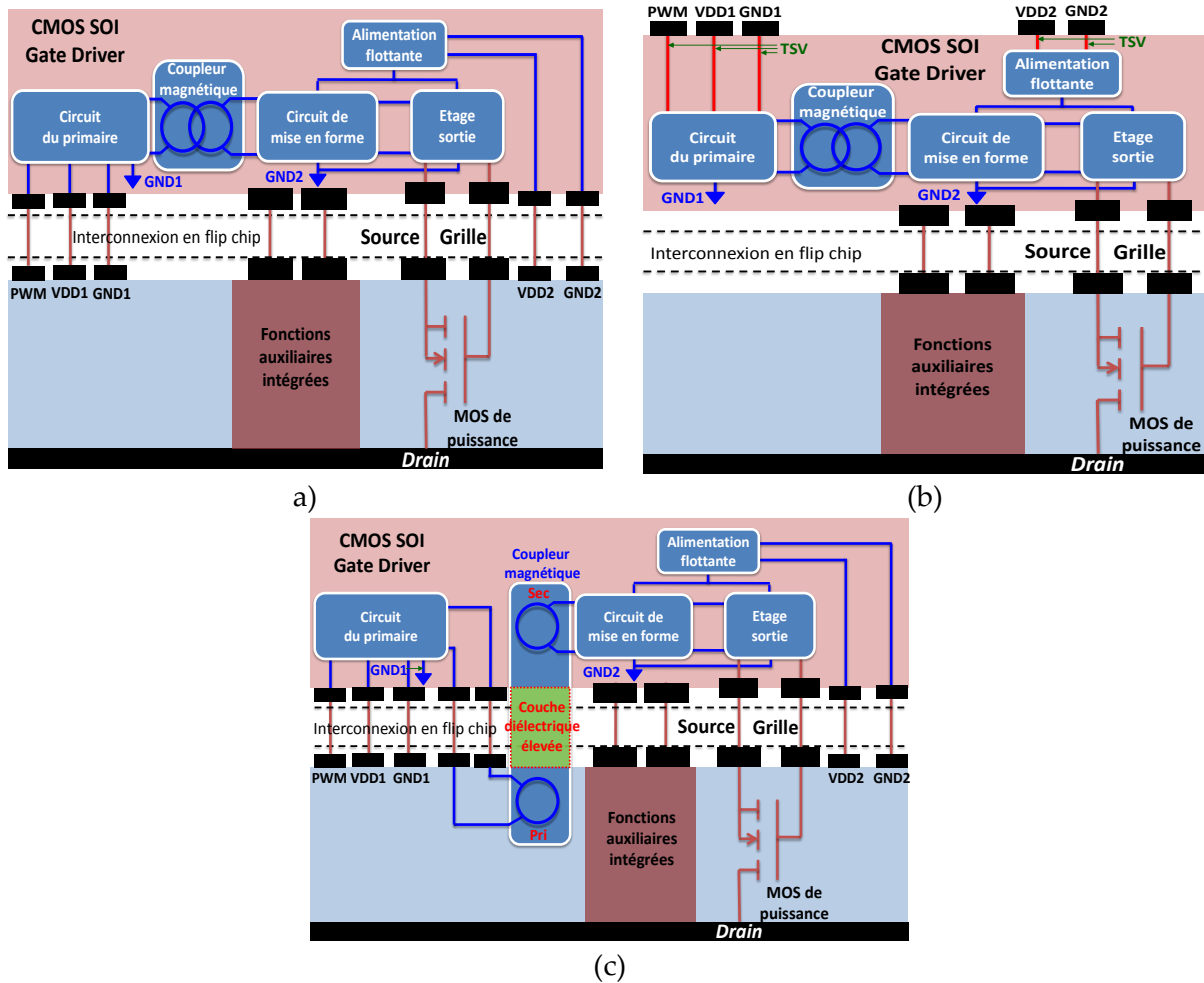 CMOS SOI
Gate Driver
Alimentation
flottante
Coupleur
magnétique
Circuit
du primaire
Circuit de
mise en forme
Etage
sortie
GND1
GND2
Interconnexion en flip chip
Source
Grille
PWM
VDD1
GND1
VDD2
GND2
Fonctions
auxiliaires
intégrées
MOS de
puissance
Drain
a)
PWM
VDD1
GND1
VDD2
GND2
TSV
TSV
CMOS SOI
Gate Driver
Alimentation
flottante
Coupleur
magnétique
Circuit
du primaire
Circuit de
mise en forme
Etage
sortie
GND1
GND2
Interconnexion en flip chip
Source
Grille
Fonctions
auxiliaires
intégrées
MOS de
puissance
Drain
(b)
CMOS SOI
Gate Driver
Coupleur
magnétique
Alimentation
flottante
Sec
Circuit
du primaire
Circuit de
mise en forme
Etage
sortie
GND1
GND2
Couche
diélectrique
élevée
Interconnexion en flip chip
Source
Grille
PWM
VDD1
GND1
VDD2
GND2
Pri
Fonctions
auxiliaires
intégrées
MOS de
puissance
Drain
(c)